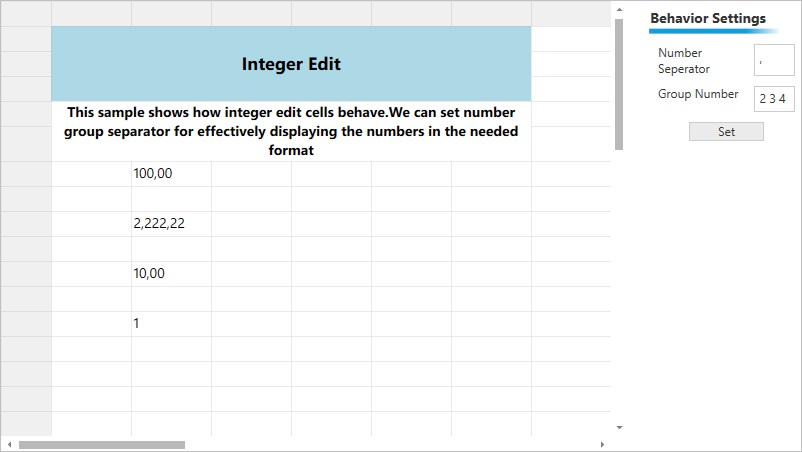 Integer Edit
This sample shows how integer edit cells behave.We can set number
group separator for effectively displaying the numbers in the needed
format
100,00
2,222,22
10,00
1
Behavior Settings
Number
Seperator
,
Group Number
2 3 4
Set